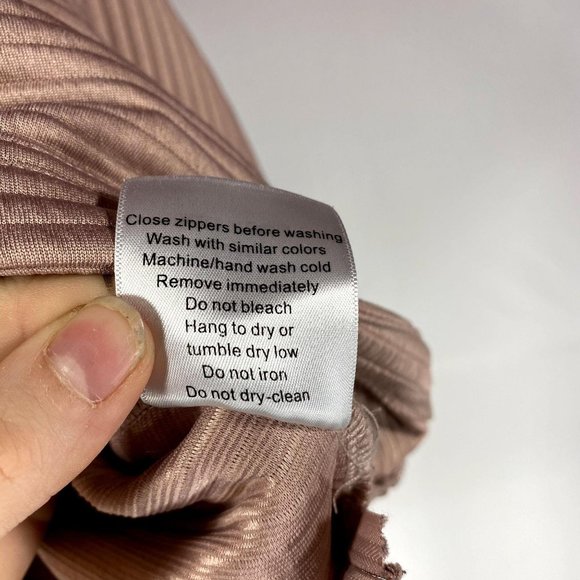 Close zippers before washing
Wash with similar colors
Machine/hand wash cold
Remove immediately
Do not bleach
Hang to dry or
tumble dry low
Do not iron
Do not dry-clean